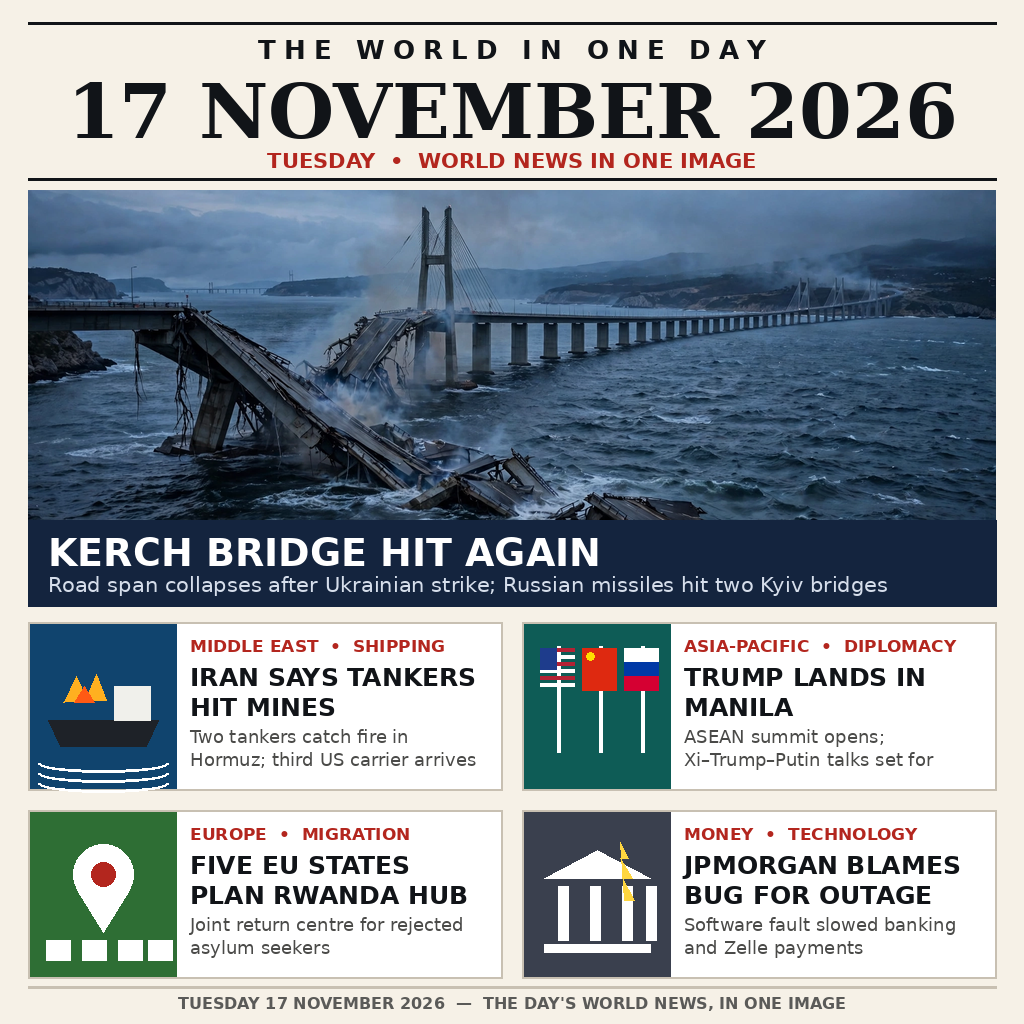 THE WORLD IN ONE DAY
17 NOVEMBER 2026
TUESDAY • WORLD NEWS IN ONE IMAGE
KERCH BRIDGE HIT AGAIN
Road span collapses after Ukrainian strike; Russian missiles hit two Kyiv bridges
MIDDLE EAST • SHIPPING
IRAN SAYS TANKERS
HIT MINES
Two tankers catch fire in
Hormuz; third US carrier arrives
ASIA-PACIFIC • DIPLOMACY
TRUMP LANDS IN
MANILA
ASEAN summit opens;
Xi–Trump–Putin talks set for
EUROPE • MIGRATION
FIVE EU STATES
PLAN RWANDA HUB
Joint return centre for rejected
asylum seekers
MONEY • TECHNOLOGY
JPMORGAN BLAMES
BUG FOR OUTAGE
Software fault slowed banking
and Zelle payments
TUESDAY 17 NOVEMBER 2026 — THE DAY'S WORLD NEWS, IN ONE IMAGE